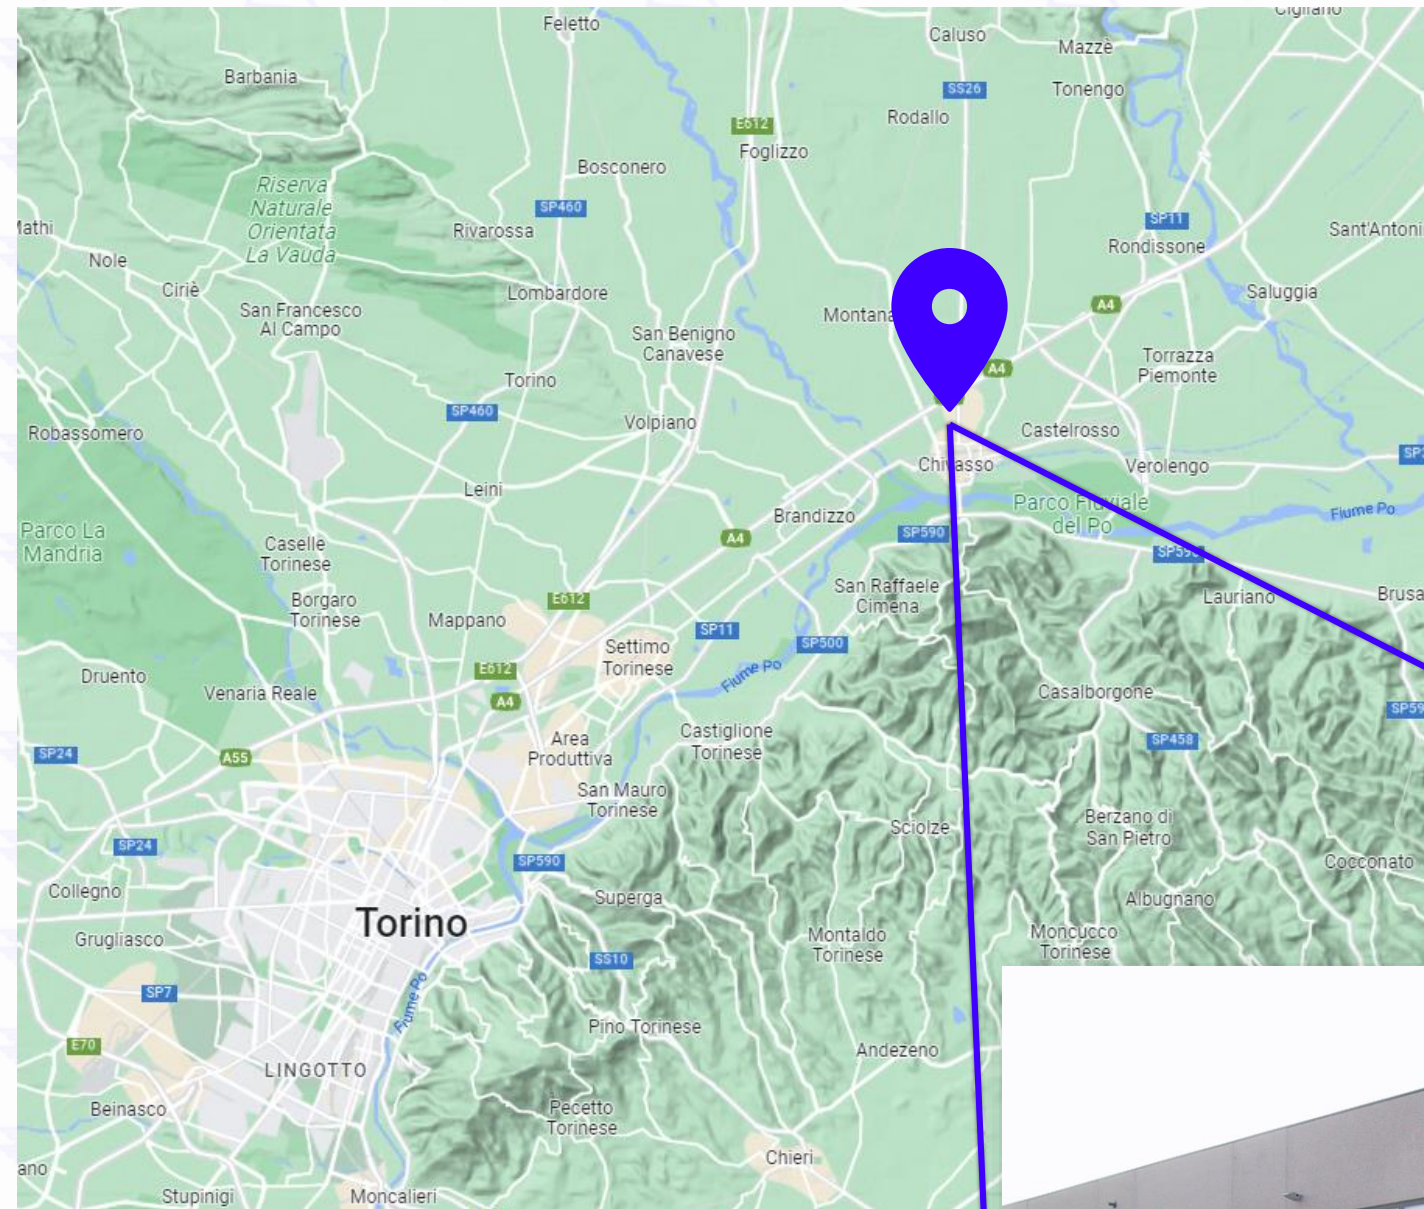 Feletto
Caluso
Cigliano
Mazzè
Barbania
SS26
Tonengo
Rodallo
E612
Foglizzo
Bosconero
Riserva
Naturale
Orientata
La Vauda
SP460
SP11
Rivarossa
Sant'Antoni
Rondissone
Nole
Ciriè
San Francesco
Al Campo
Lombardore
Saluggia
A4
Montana
San Benigno
Canavese
Torrazza
Piemonte
A4
Torino
SP460
Volpiano
Robassomero
Castelrosso
Chivasso
Verolengo
SP
Leini
Parco Fluviale
del Po
Fiume Po
Brandizzo
Parco La
Mandria
A4
SP590
Caselle
Torinese
SP590
San Raffaele
Cimena
Lauriano
Brusa
Borgaro
Torinese
E612
Mappano
SP11
SP500
Settimo
Torinese
E612
Fiume Po
Druento
Venaria Reale
A4
Casalborgone
SP59
Area
Produttiva
Castiglione
Torinese
SP458
SP24
A55
San Mauro
Torinese
Sciolze
Berzano di
San Pietro
SP24
SP590
Cocconato
Collegno
Superga
Albugnano
Torino
Grugliasco
Montaldo
Torinese
Moncucco
Torinese
SS10
SP7
Fiume Po
Pino Torinese
E70
Andezeno
LINGOTTO
Beinasco
Pecetto
Torinese
Chieri
ano
Stupinigi
Moncalieri